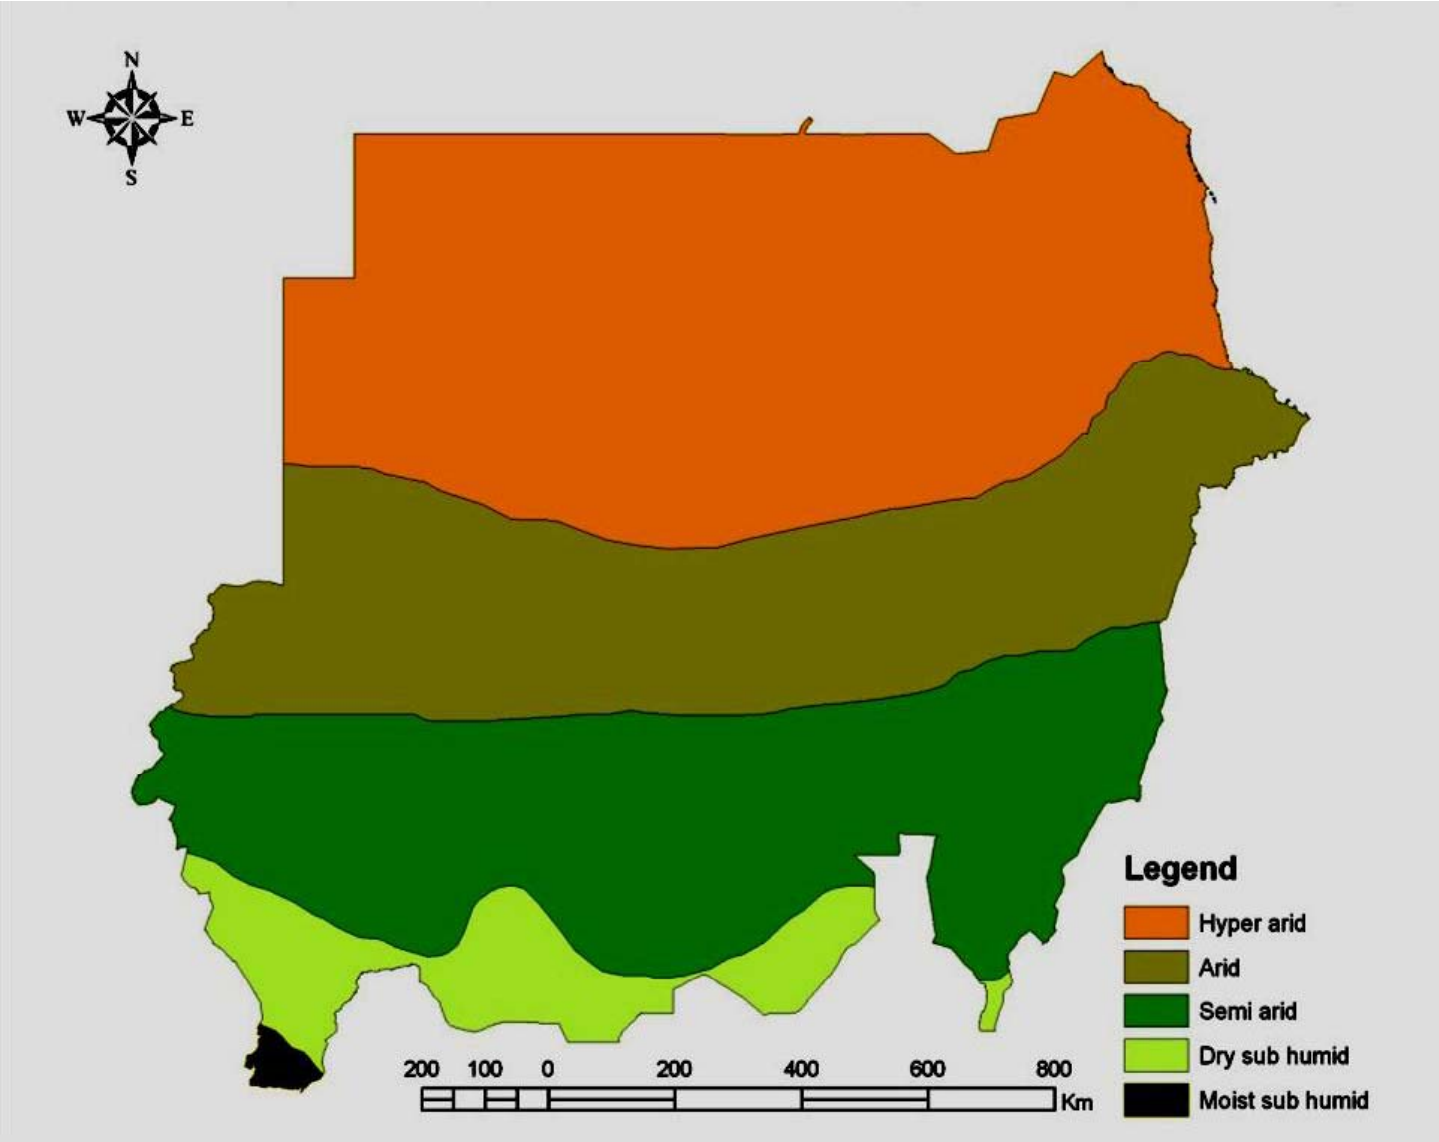 N
W E
S
Legend
Hyper arid
Arid
Semi arid
Dry sub humid
Moist sub humid
200 100 0 200 400 600 800
Km